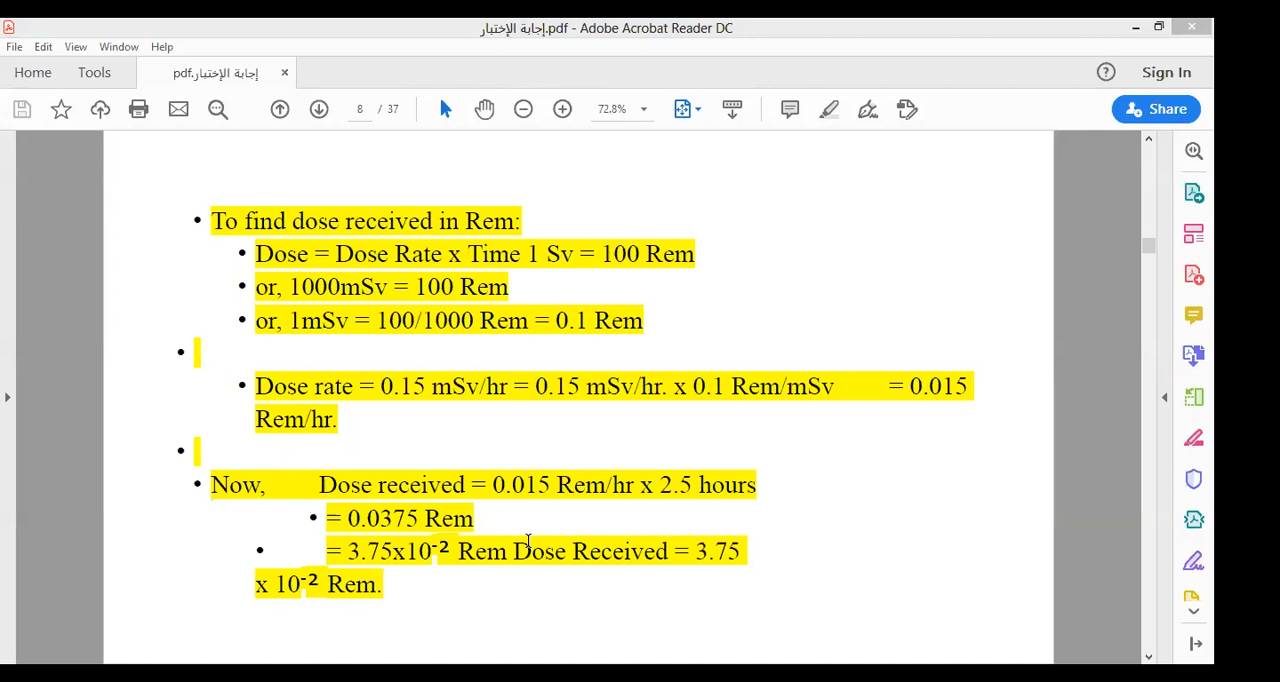 إجابة الإختبار.pdf - Adobe Acrobat Reader DC
File Edit View Window Help
Home Tools إجابة الإختبار.pdf × ? Sign In
8 / 37 72.8% Share
• To find dose received in Rem:
• Dose = Dose Rate x Time 1 Sv = 100 Rem
• or, 1000mSv = 100 Rem
• or, 1mSv = 100/1000 Rem = 0.1 Rem
•
• Dose rate = 0.15 mSv/hr = 0.15 mSv/hr. x 0.1 Rem/mSv = 0.015
Rem/hr.
•
• Now, Dose received = 0.015 Rem/hr x 2.5 hours
• = 0.0375 Rem
• = 3.75x10⁻² Rem Dose Received = 3.75
x 10⁻² Rem.